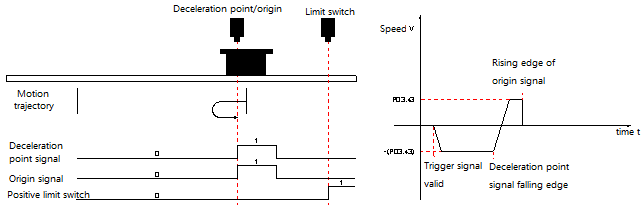 Deceleration point/origin
Limit switch
Motion
trajectory
Deceleration
point signal
0
1
Origin signal
0
1
Positive limit switch
0
1
Speed V
Rising edge of
origin signal
P03.43
time t
-(P03.43)
Trigger signal
valid
Deceleration point
signal falling edge